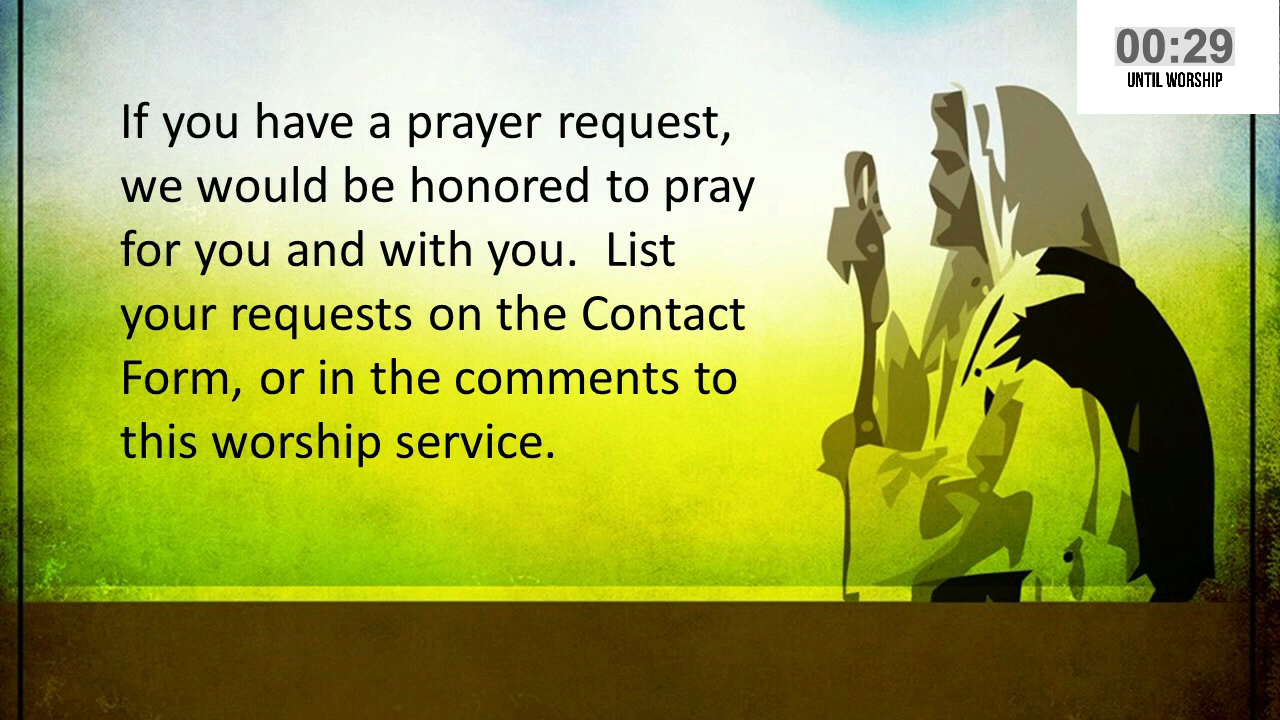 00:29
UNTIL WORSHIP
If you have a prayer request,
we would be honored to pray
for you and with you.  List
your requests on the Contact
Form, or in the comments to
this worship service.